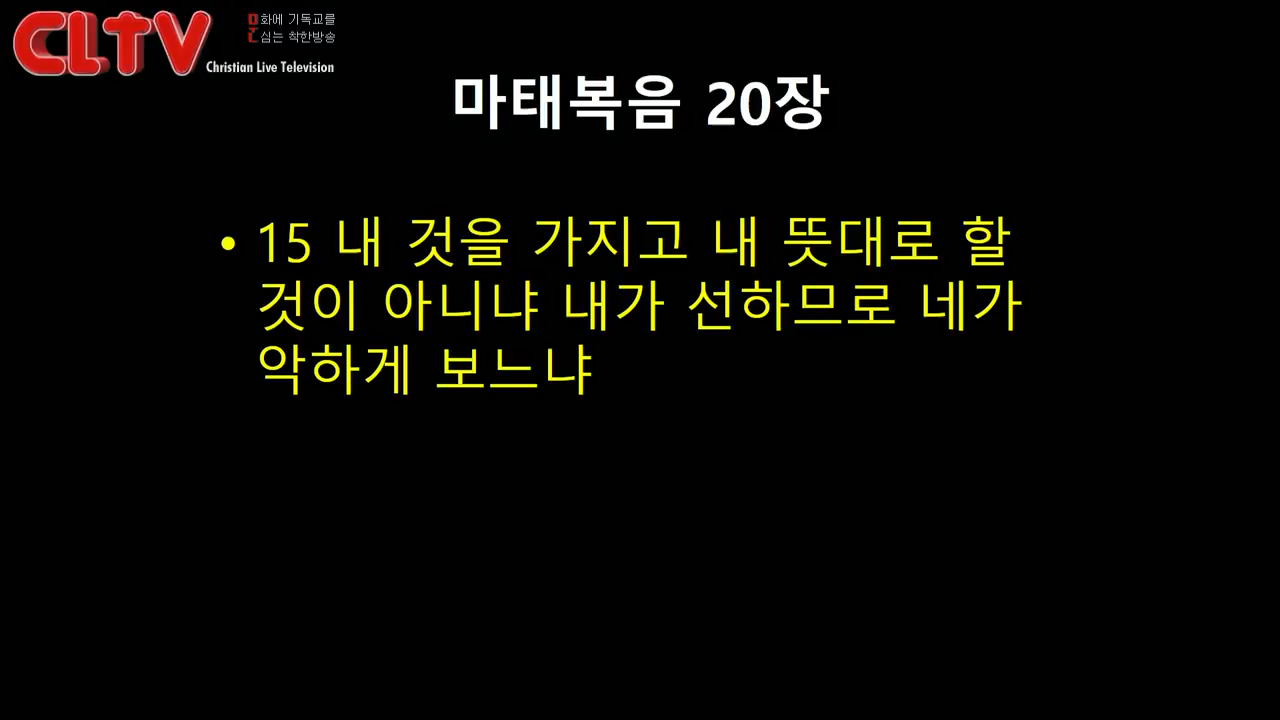 CLTV
문화에 기독교를
심는 착한방송
Christian Live Television
마태복음 20장
• 15 내 것을 가지고 내 뜻대로 할
것이 아니냐 내가 선하므로 네가
악하게 보느냐